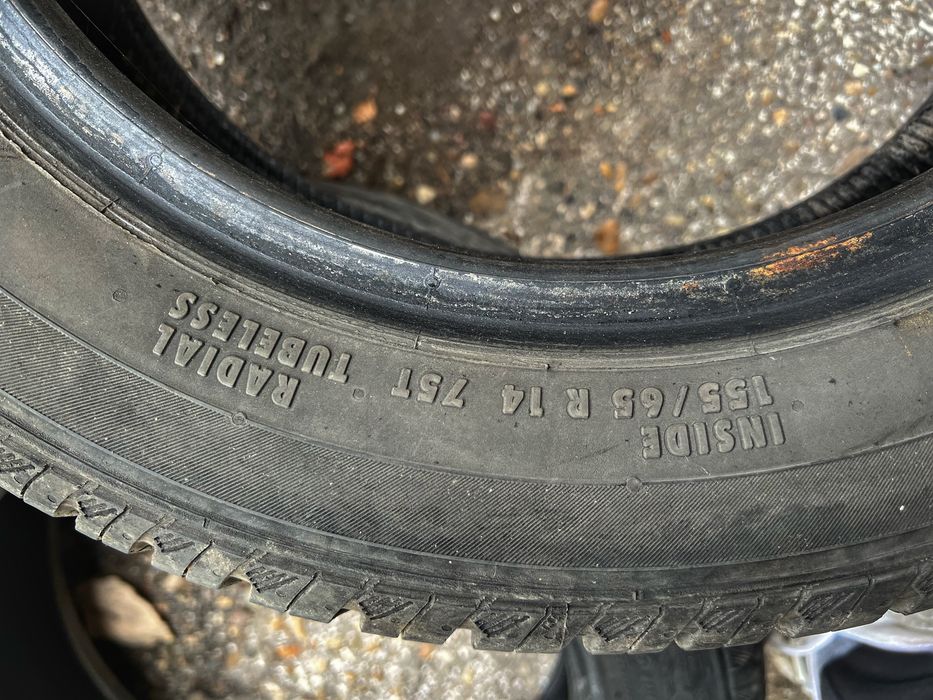 INSIDE
155/65 R 14 75T
RADIAL
TUBELESS